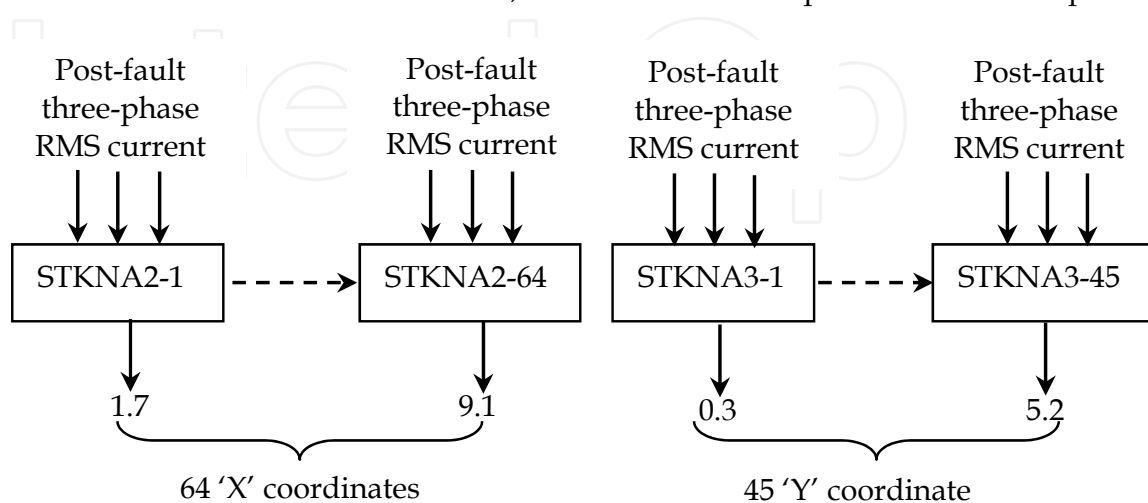 Post-fault
three-phase
RMS current
Post-fault
three-phase
RMS current
Post-fault
three-phase
RMS current
Post-fault
three-phase
RMS current
STKNA2-1
STKNA2-64
STKNA3-1
STKNA3-45
1.7
9.1
0.3
5.2
64 'X' coordinates
45 'Y' coordinate